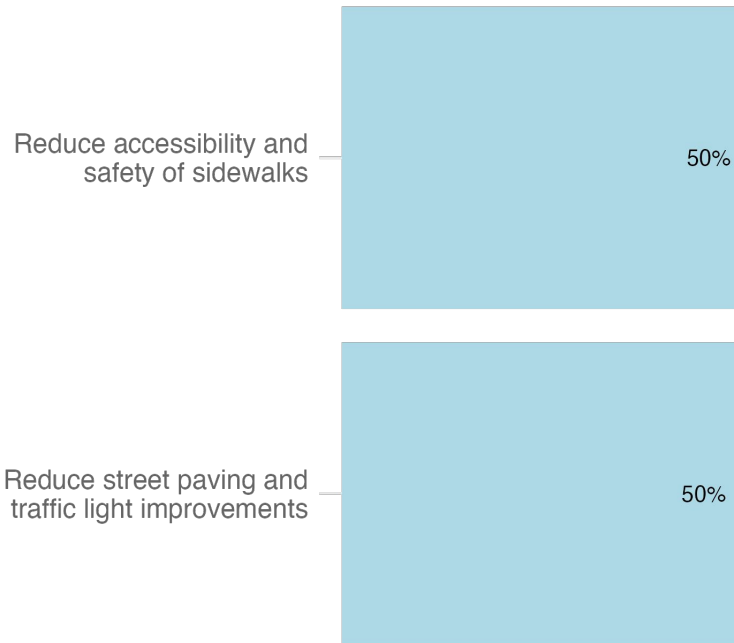 Reduce accessibility and
safety of sidewalks
50%
Reduce street paving and
traffic light improvements
50%